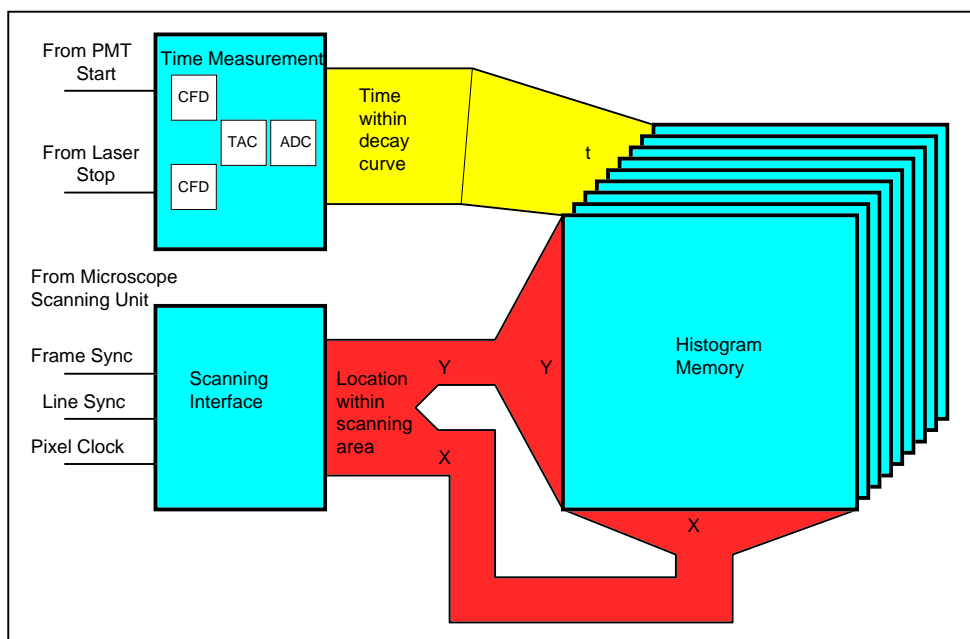 From PMT
Start
Time Measurement
CFD
TAC
ADC
From Laser
Stop
CFD
Time
within
decay
curve
t
From Microscope
Scanning Unit
Frame Sync
Line Sync
Pixel Clock
Scanning
Interface
Location
within
scanning
area
Y
X
Y
Histogram
Memory
X